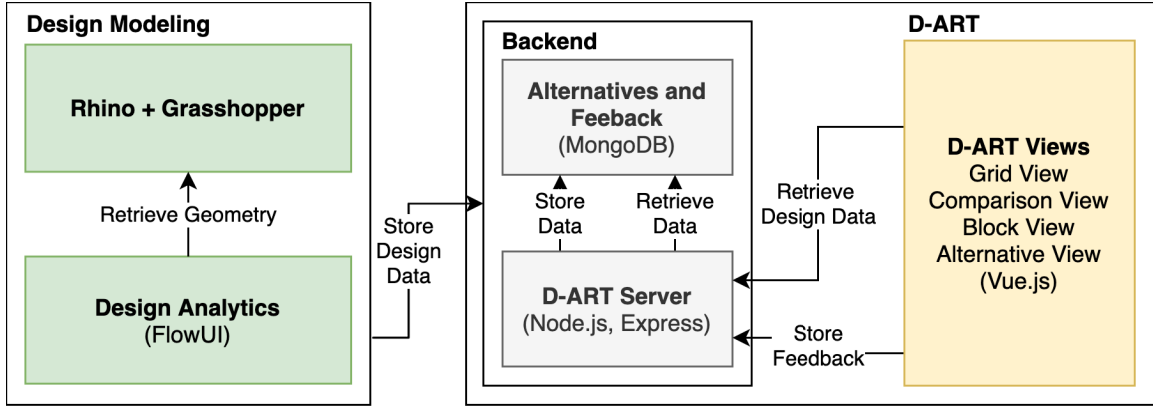 Design Modeling
Rhino + Grasshopper
Retrieve Geometry
Design Analytics
(FlowUI)
Store
Design
Data
D-ART
Backend
Alternatives and
Feeback
(MongoDB)
Store
Data
Retrieve
Data
D-ART Server
(Node.js, Express)
Retrieve
Design Data
Store
Feedback
D-ART Views
Grid View
Comparison View
Block View
Alternative View
(Vue.js)